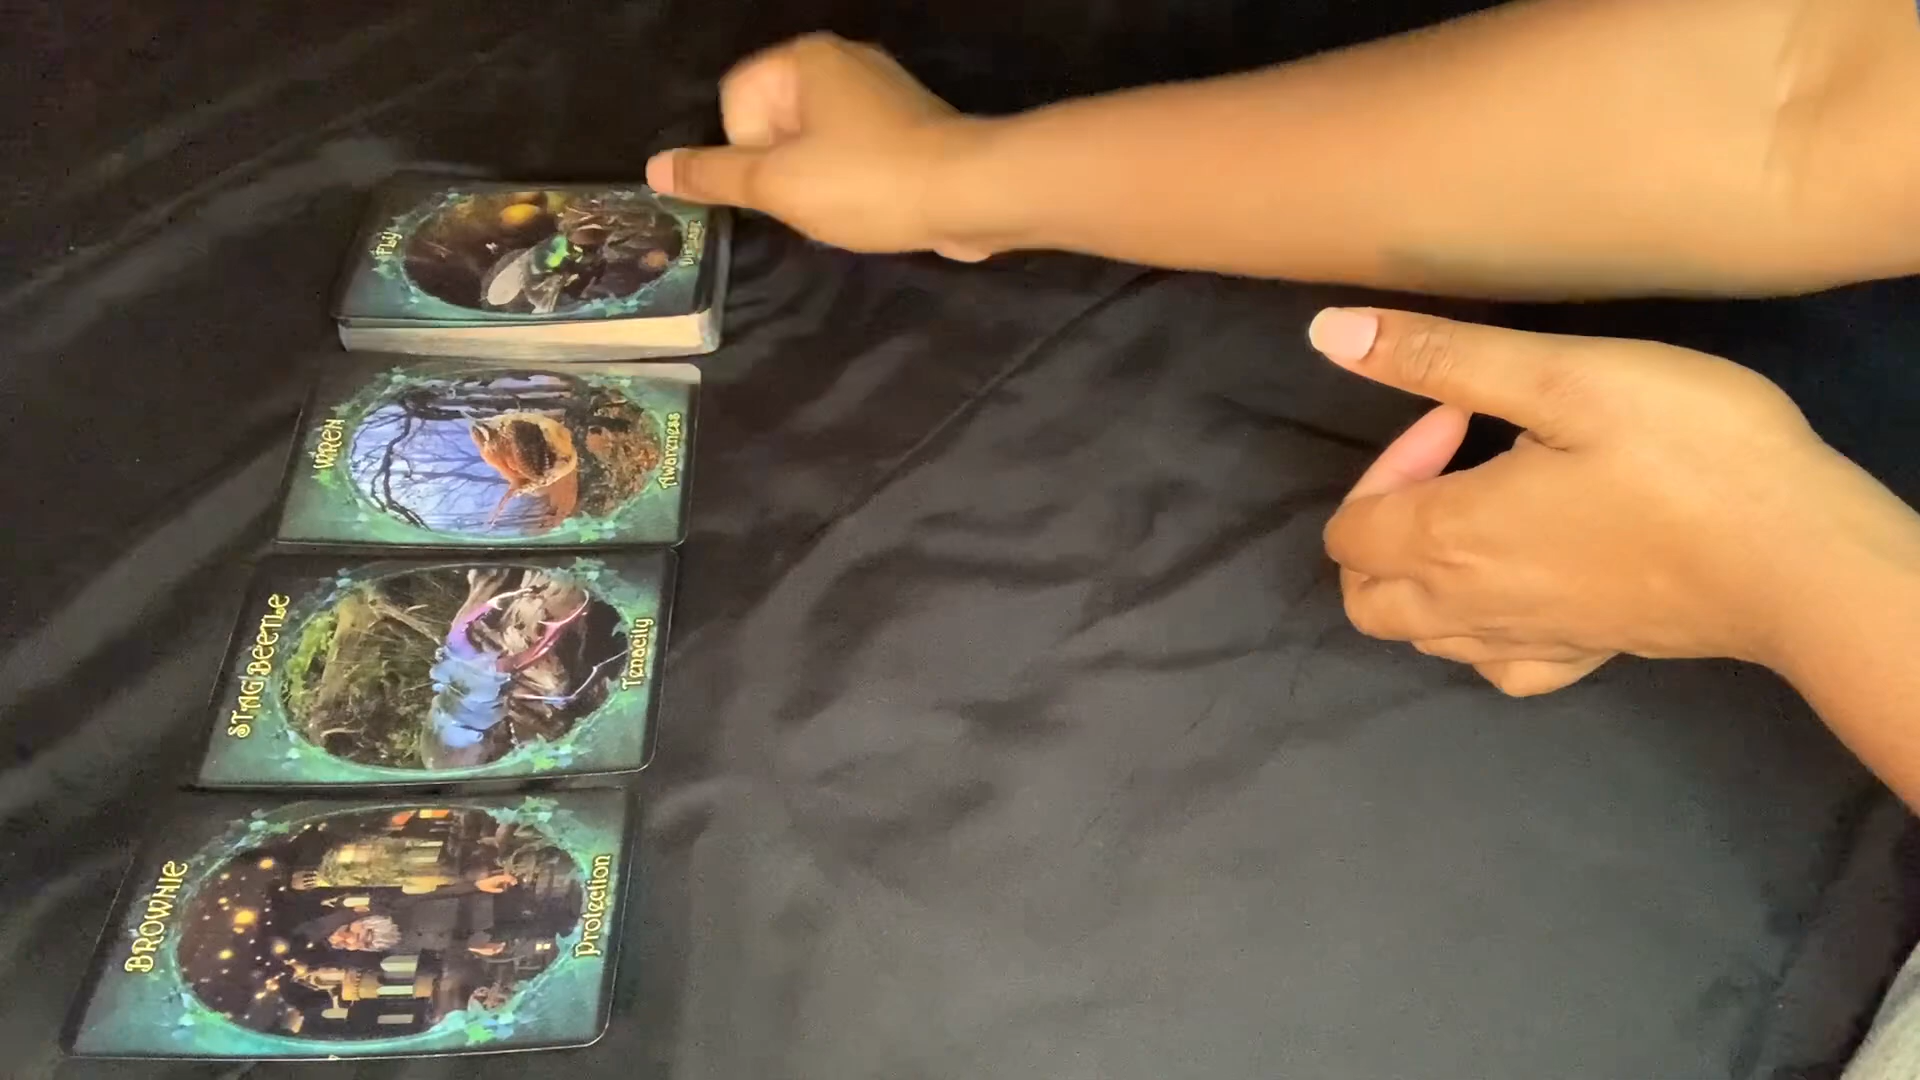 FLY
WREN
Awareness
STAG BEETLE
Tenacity
BROWNIE
Protection